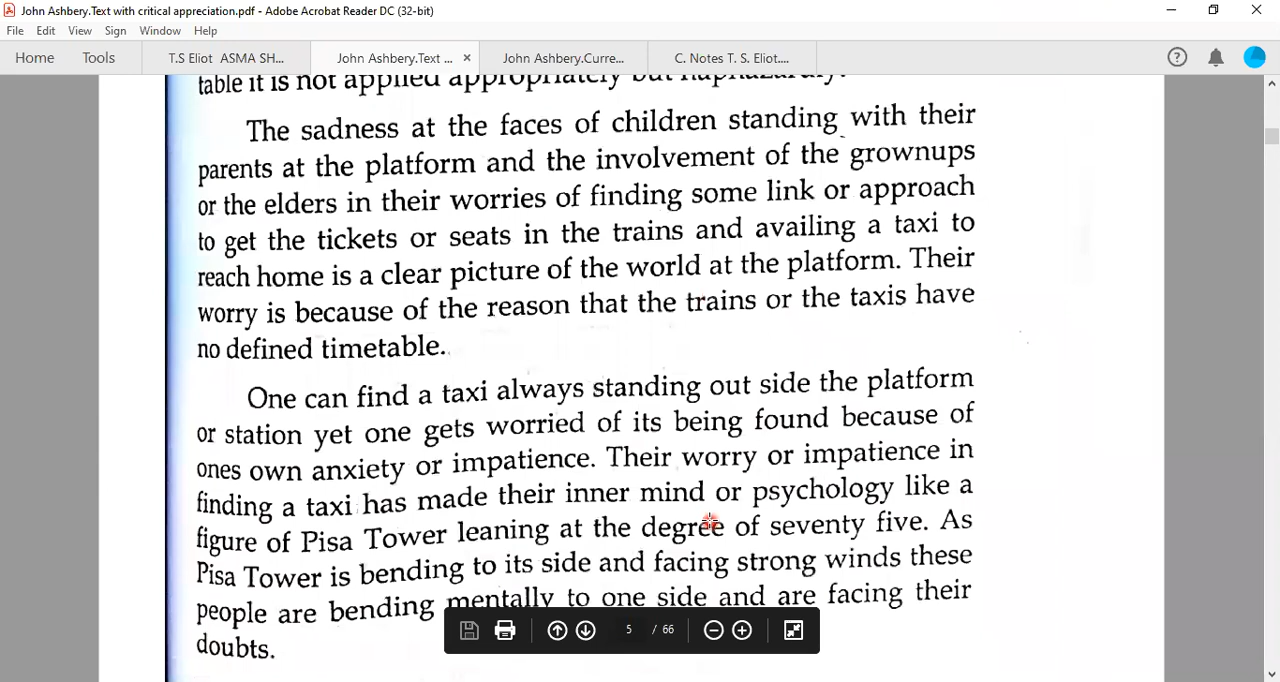 John Ashbery.Text with critical appreciation.pdf - Adobe Acrobat Reader DC (32-bit)
File Edit View Sign Window Help
Home Tools T.S Eliot ASMA SH... John Ashbery.Text ... × John Ashbery.Curre... C. Notes T. S. Eliot....
table it is not applied appropriately but haphazardly.
The sadness at the faces of children standing with their
parents at the platform and the involvement of the grownups
or the elders in their worries of finding some link or approach
to get the tickets or seats in the trains and availing a taxi to
reach home is a clear picture of the world at the platform. Their
worry is because of the reason that the trains or the taxis have
no defined timetable.
One can find a taxi always standing out side the platform
or station yet one gets worried of its being found because of
ones own anxiety or impatience. Their worry or impatience in
finding a taxi has made their inner mind or psychology like a
figure of Pisa Tower leaning at the degree of seventy five. As
Pisa Tower is bending to its side and facing strong winds these
people are bending mentally to one side and are facing their
doubts.
5 / 66